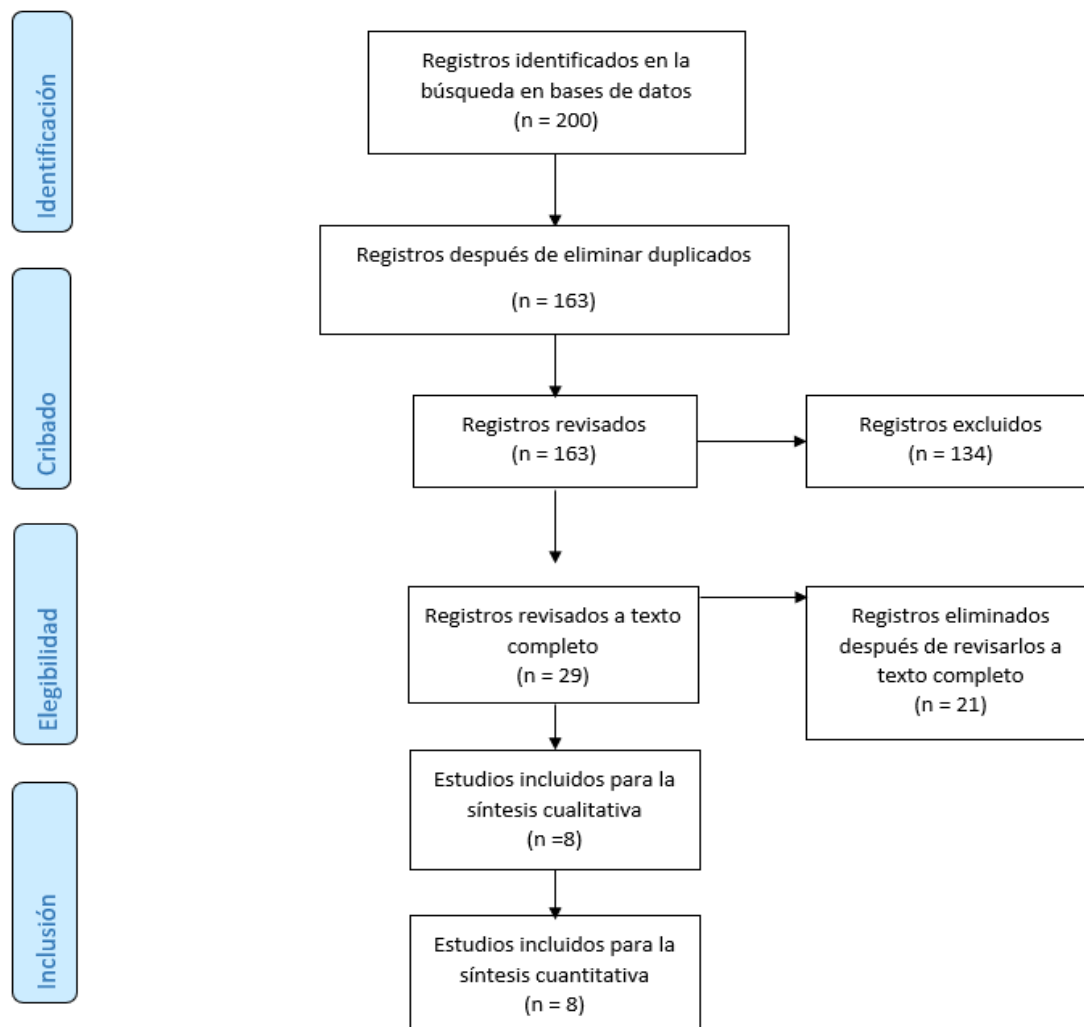 Identificación
Registros identificados en la
búsqueda en bases de datos
(n = 200)
Registros después de eliminar duplicados
(n = 163)
Cribado
Registros revisados
(n = 163)
Registros excluidos
(n = 134)
Elegibilidad
Registros revisados a texto
completo
(n = 29)
Registros eliminados
después de revisarlos a
texto completo
(n = 21)
Estudios incluidos para la
síntesis cualitativa
(n =8)
Inclusión
Estudios incluidos para la
síntesis cuantitativa
(n = 8)